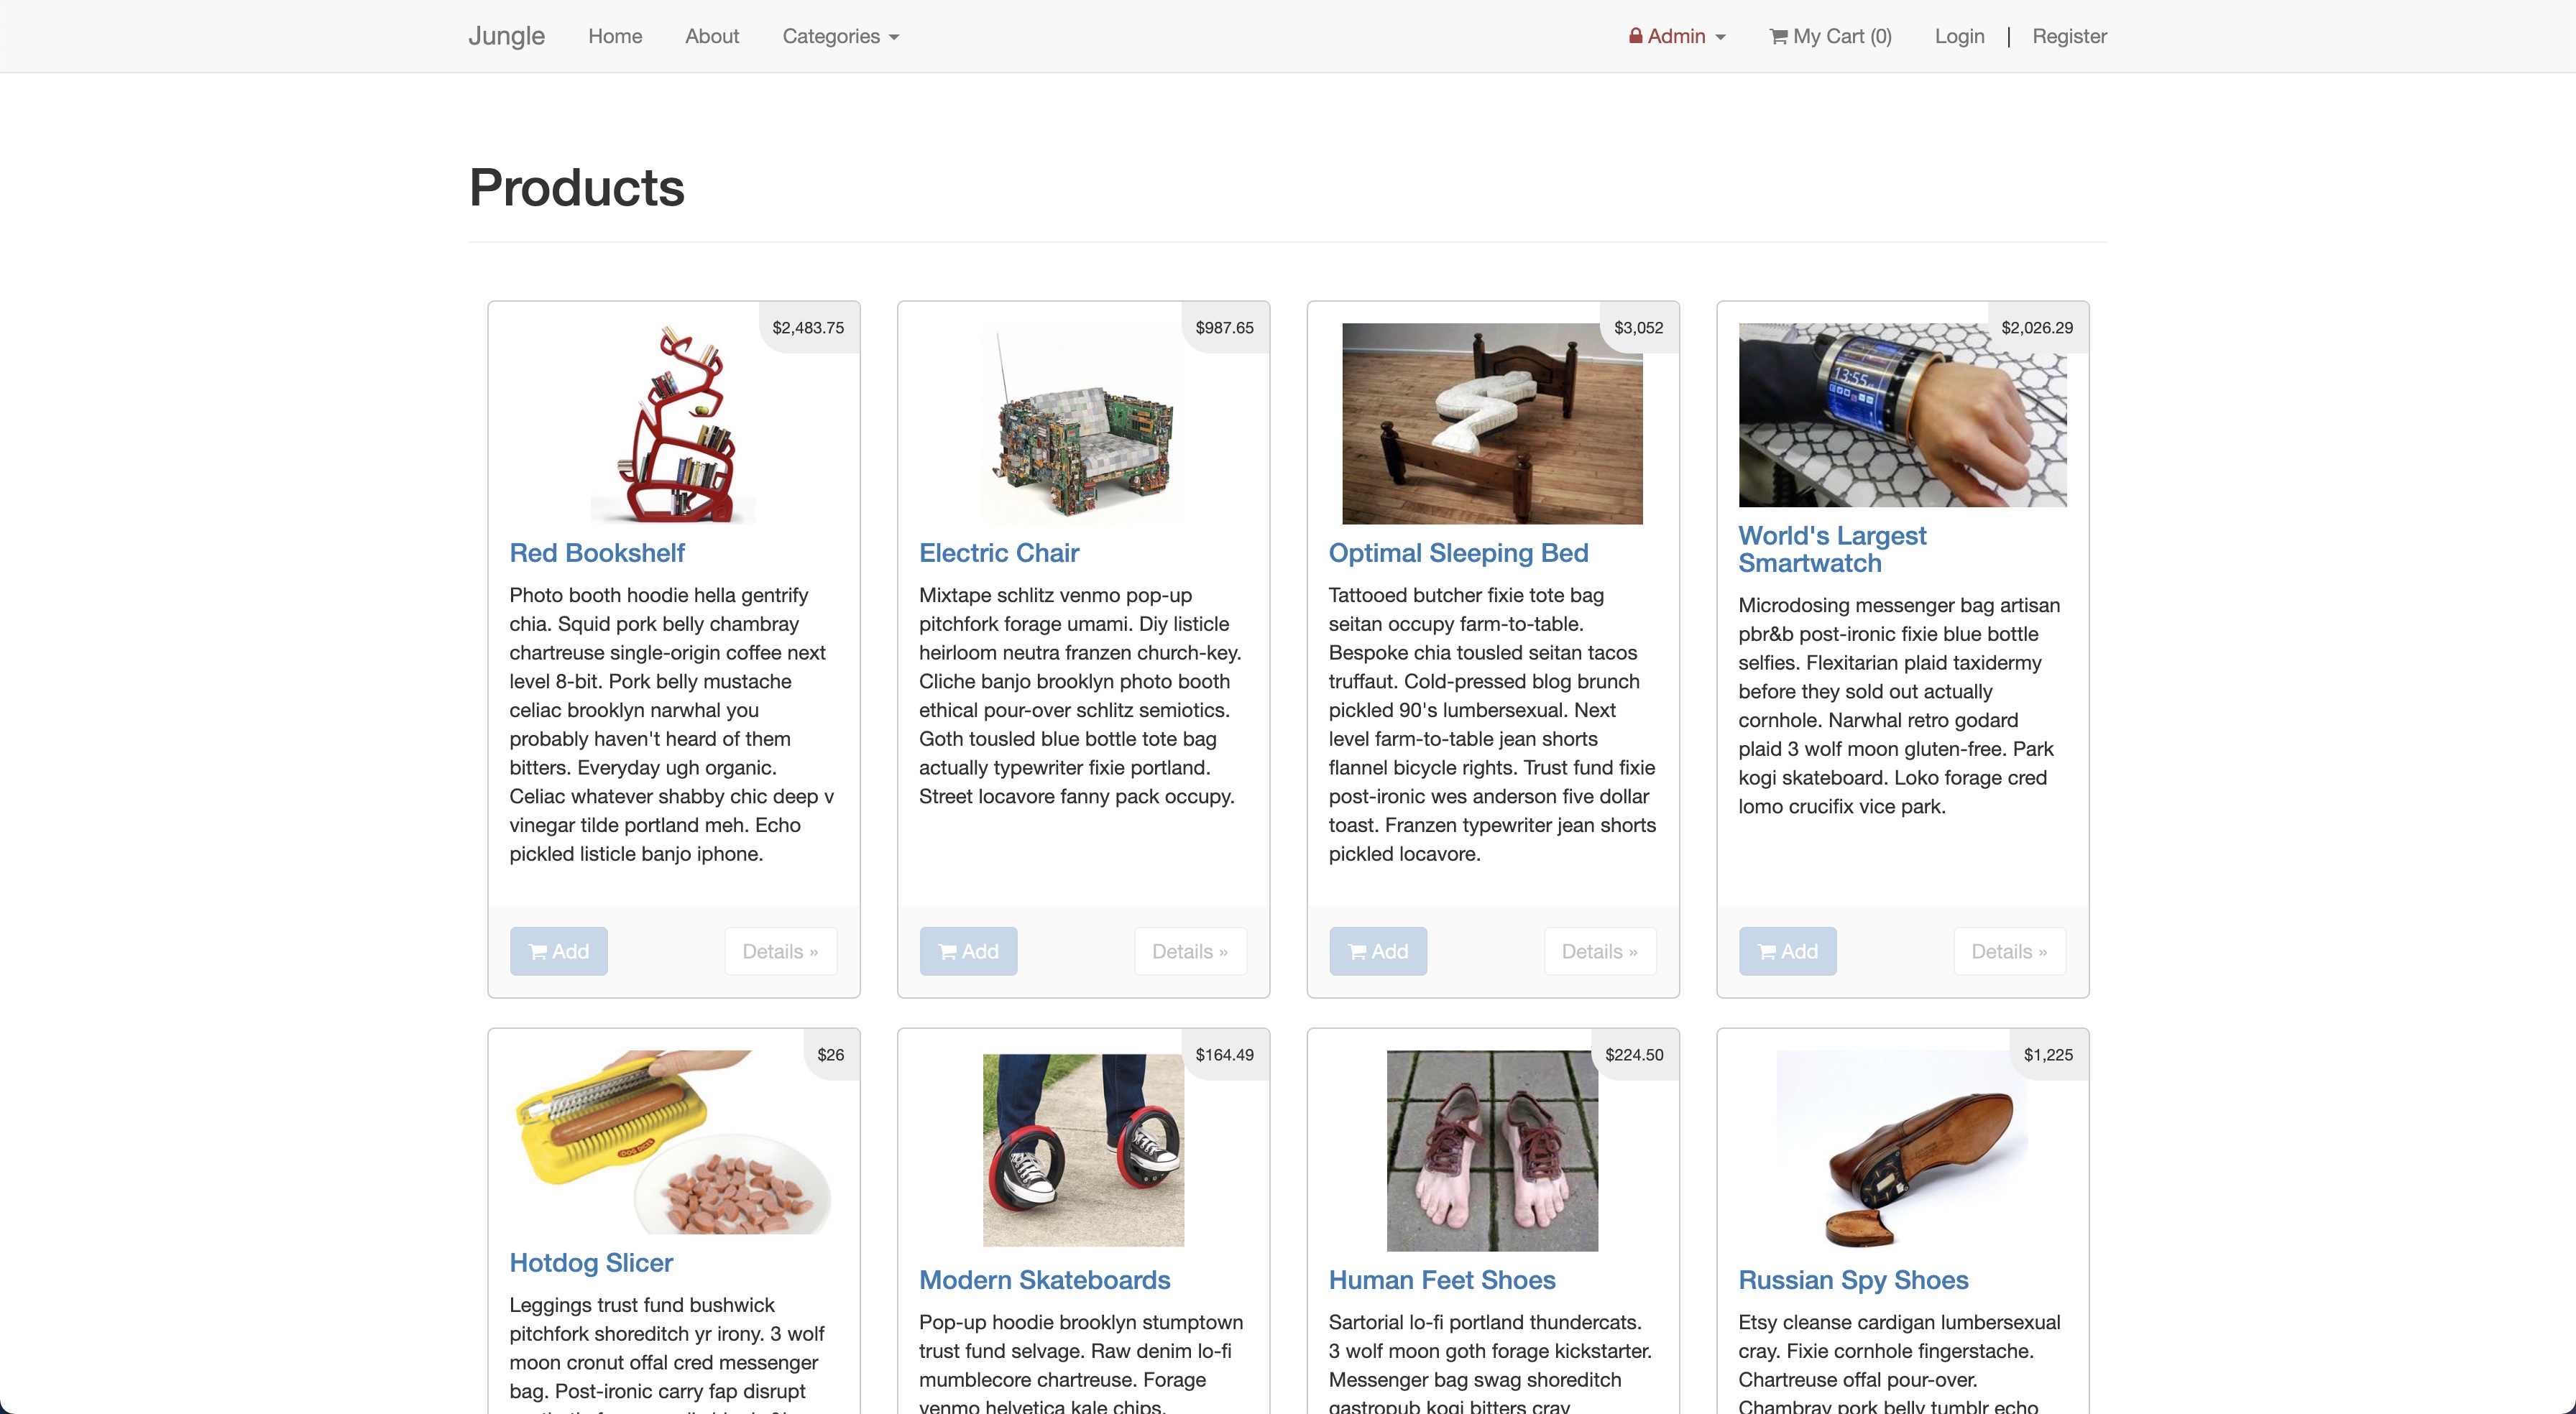 Jungle Home About Categories Admin My Cart (0) Login | Register
Products
$2,483.75
Red Bookshelf
Photo booth hoodie hella gentrify
chia. Squid pork belly chambray
chartreuse single-origin coffee next
level 8-bit. Pork belly mustache
celiac brooklyn narwhal you
probably haven't heard of them
bitters. Everyday ugh organic.
Celiac whatever shabby chic deep v
vinegar tilde portland meh. Echo
pickled listicle banjo iphone.
Add Details »
$987.65
Electric Chair
Mixtape schlitz venmo pop-up
pitchfork forage umami. Diy listicle
heirloom neutra franzen church-key.
Cliche banjo brooklyn photo booth
ethical pour-over schlitz semiotics.
Goth tousled blue bottle tote bag
actually typewriter fixie portland.
Street locavore fanny pack occupy.
Add Details »
$3,052
Optimal Sleeping Bed
Tattooed butcher fixie tote bag
seitan occupy farm-to-table.
Bespoke chia tousled seitan tacos
truffaut. Cold-pressed blog brunch
pickled 90's lumbersexual. Next
level farm-to-table jean shorts
flannel bicycle rights. Trust fund fixie
post-ironic wes anderson five dollar
toast. Franzen typewriter jean shorts
pickled locavore.
Add Details »
$2,026.29
13:55
World's Largest
Smartwatch
Microdosing messenger bag artisan
pbr&b post-ironic fixie blue bottle
selfies. Flexitarian plaid taxidermy
before they sold out actually
cornhole. Narwhal retro godard
plaid 3 wolf moon gluten-free. Park
kogi skateboard. Loko forage cred
lomo crucifix vice park.
Add Details »
$26
Hotdog Slicer
Leggings trust fund bushwick
pitchfork shoreditch yr irony. 3 wolf
moon cronut offal cred messenger
bag. Post-ironic carry fap disrupt
$164.49
Modern Skateboards
Pop-up hoodie brooklyn stumptown
trust fund selvage. Raw denim lo-fi
mumblecore chartreuse. Forage
venmo helvetica kale chips.
$224.50
Human Feet Shoes
Sartorial lo-fi portland thundercats.
3 wolf moon goth forage kickstarter.
Messenger bag swag shoreditch
gastropub kogi bitters cray
$1,225
Russian Spy Shoes
Etsy cleanse cardigan lumbersexual
cray. Fixie cornhole fingerstache.
Chartreuse offal pour-over.
Chambray pork belly tumblr echo